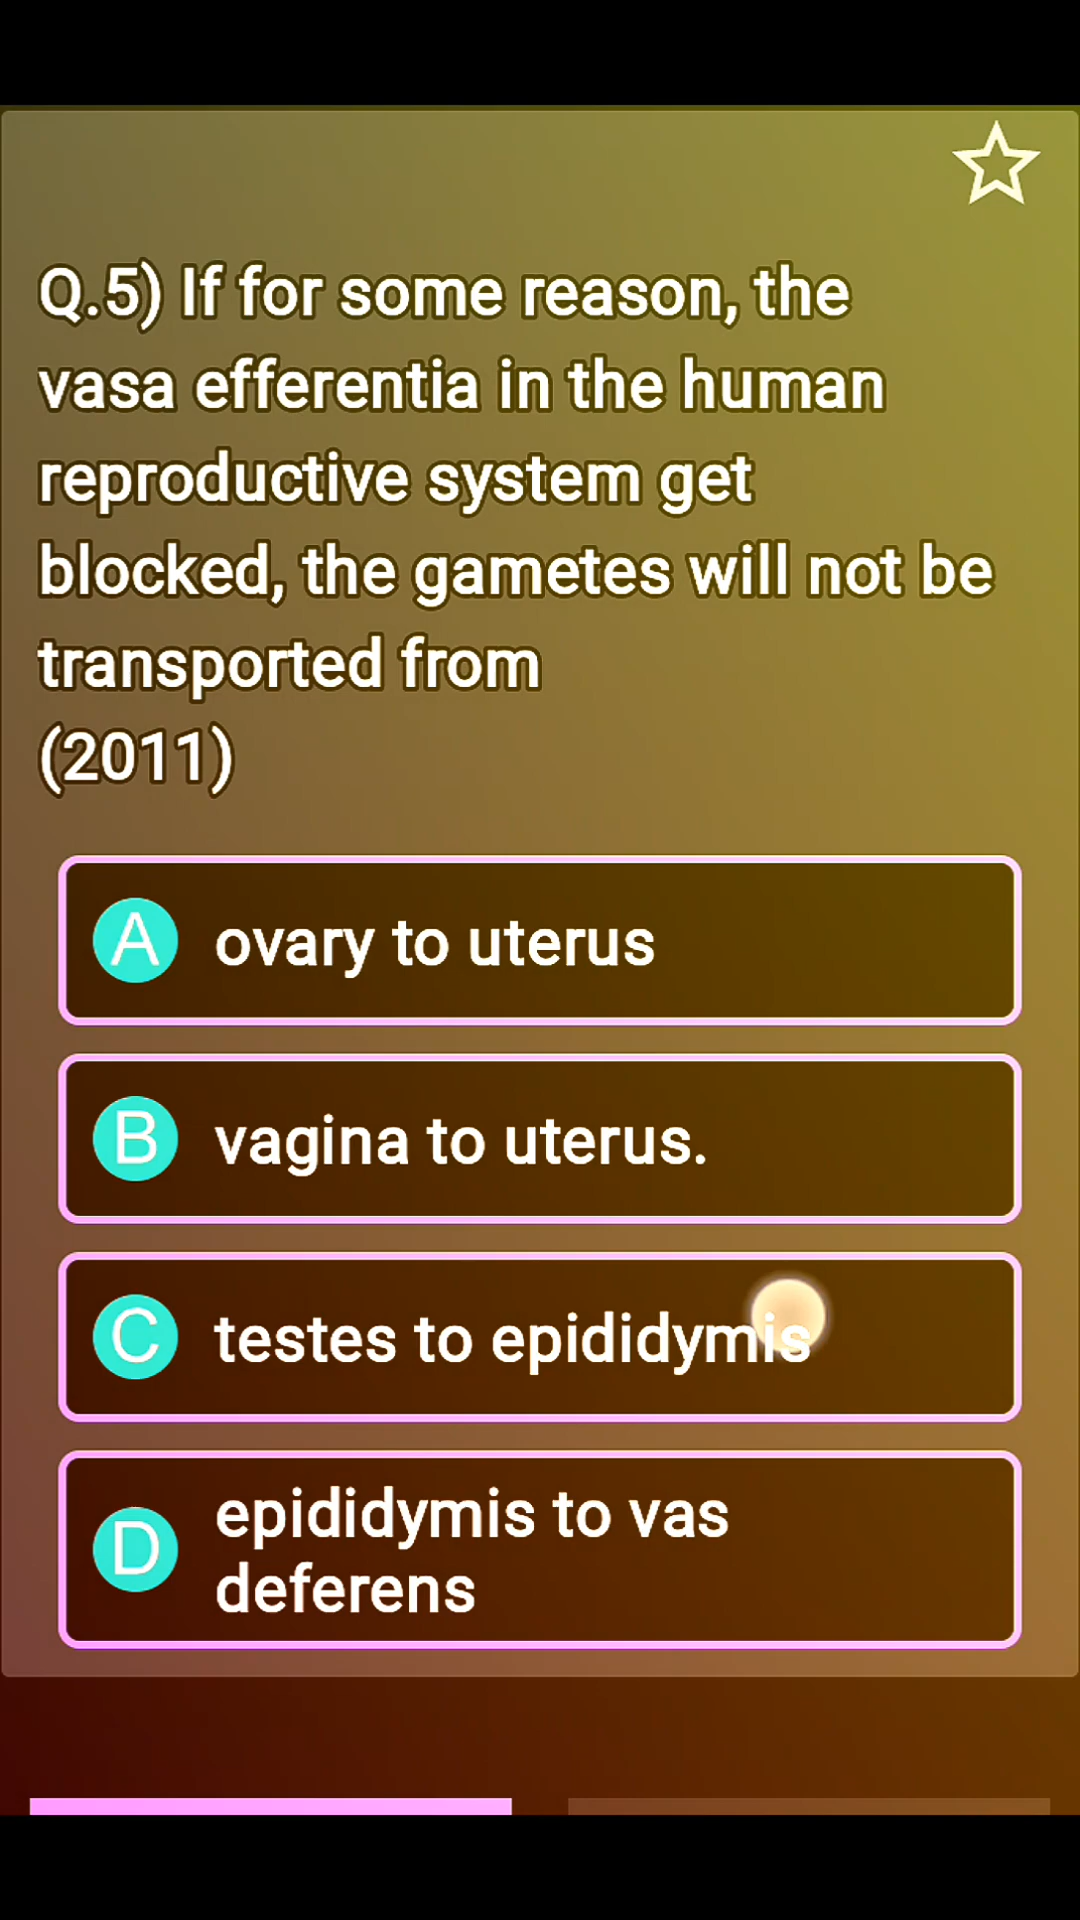 Q.5) If for some reason, the
vasa efferentia in the human
reproductive system get
blocked, the gametes will not be
transported from
(2011)
A ovary to uterus
B vagina to uterus.
C testes to epididymis
D epididymis to vas
deferens